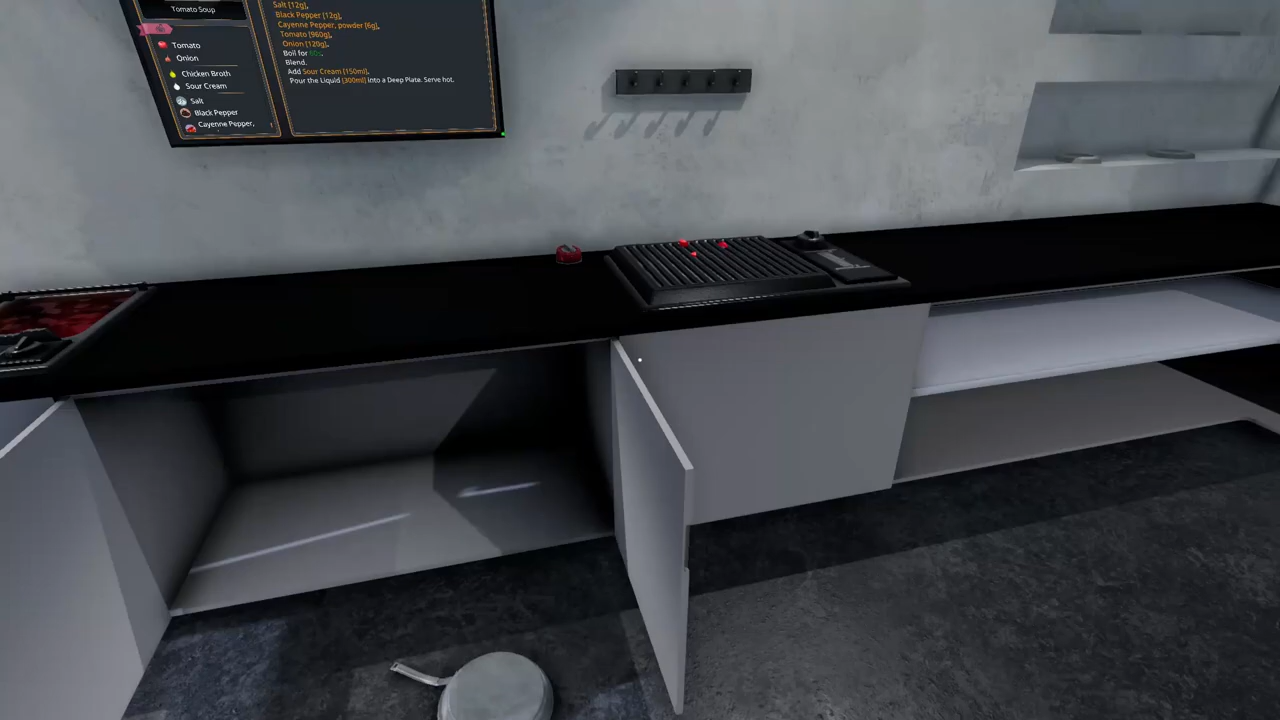 Tomato Soup
Tomato
Onion
Chicken Broth
Sour Cream
Salt
Black Pepper
Cayenne Pepper,
Salt [12g],
Black Pepper [12g],
Cayenne Pepper, powder [6g],
Tomato [960g],
Onion [120g].
Boil for 60s.
Blend.
Add Sour Cream [150ml],
Pour the Liquid [300ml] into a Deep Plate. Serve hot.